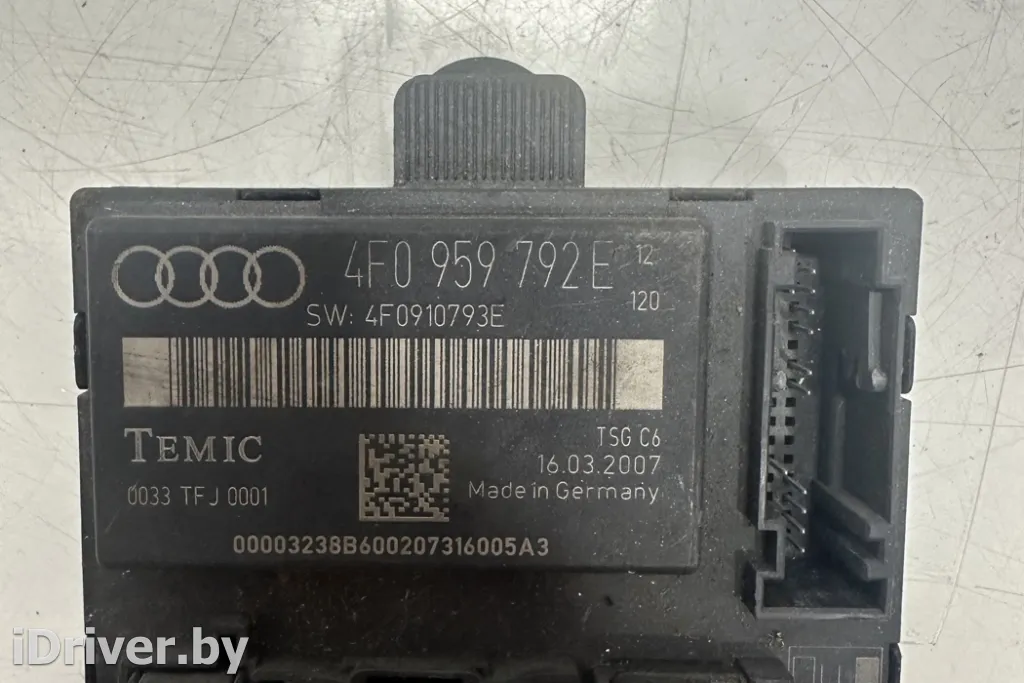 4F0 959 792E 12
120
SW: 4F0910793E
TEMIC
TSG C6
16.03.2007
0033 TFJ 0001
Made in Germany
00003238B600207316005A3
iDriver.by